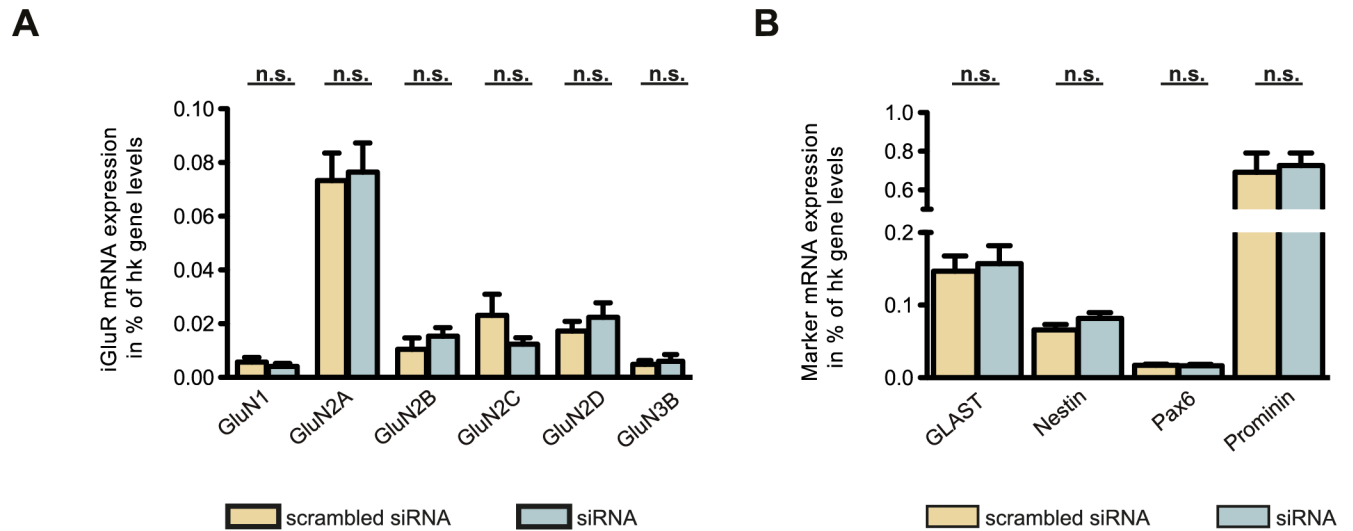 A
n.s. n.s. n.s. n.s. n.s. n.s.
iGluR mRNA expression
in % of hk gene levels
0.10
0.08
0.06
0.04
0.02
0.00
GluN1 GluN2A GluN2B GluN2C GluN2D GluN3B
scrambled siRNA siRNA
B
n.s. n.s. n.s. n.s.
Marker mRNA expression
in % of hk gene levels
1.0
0.8
0.6
0.2
0.1
0.0
GLAST Nestin Pax6 Prominin
scrambled siRNA siRNA